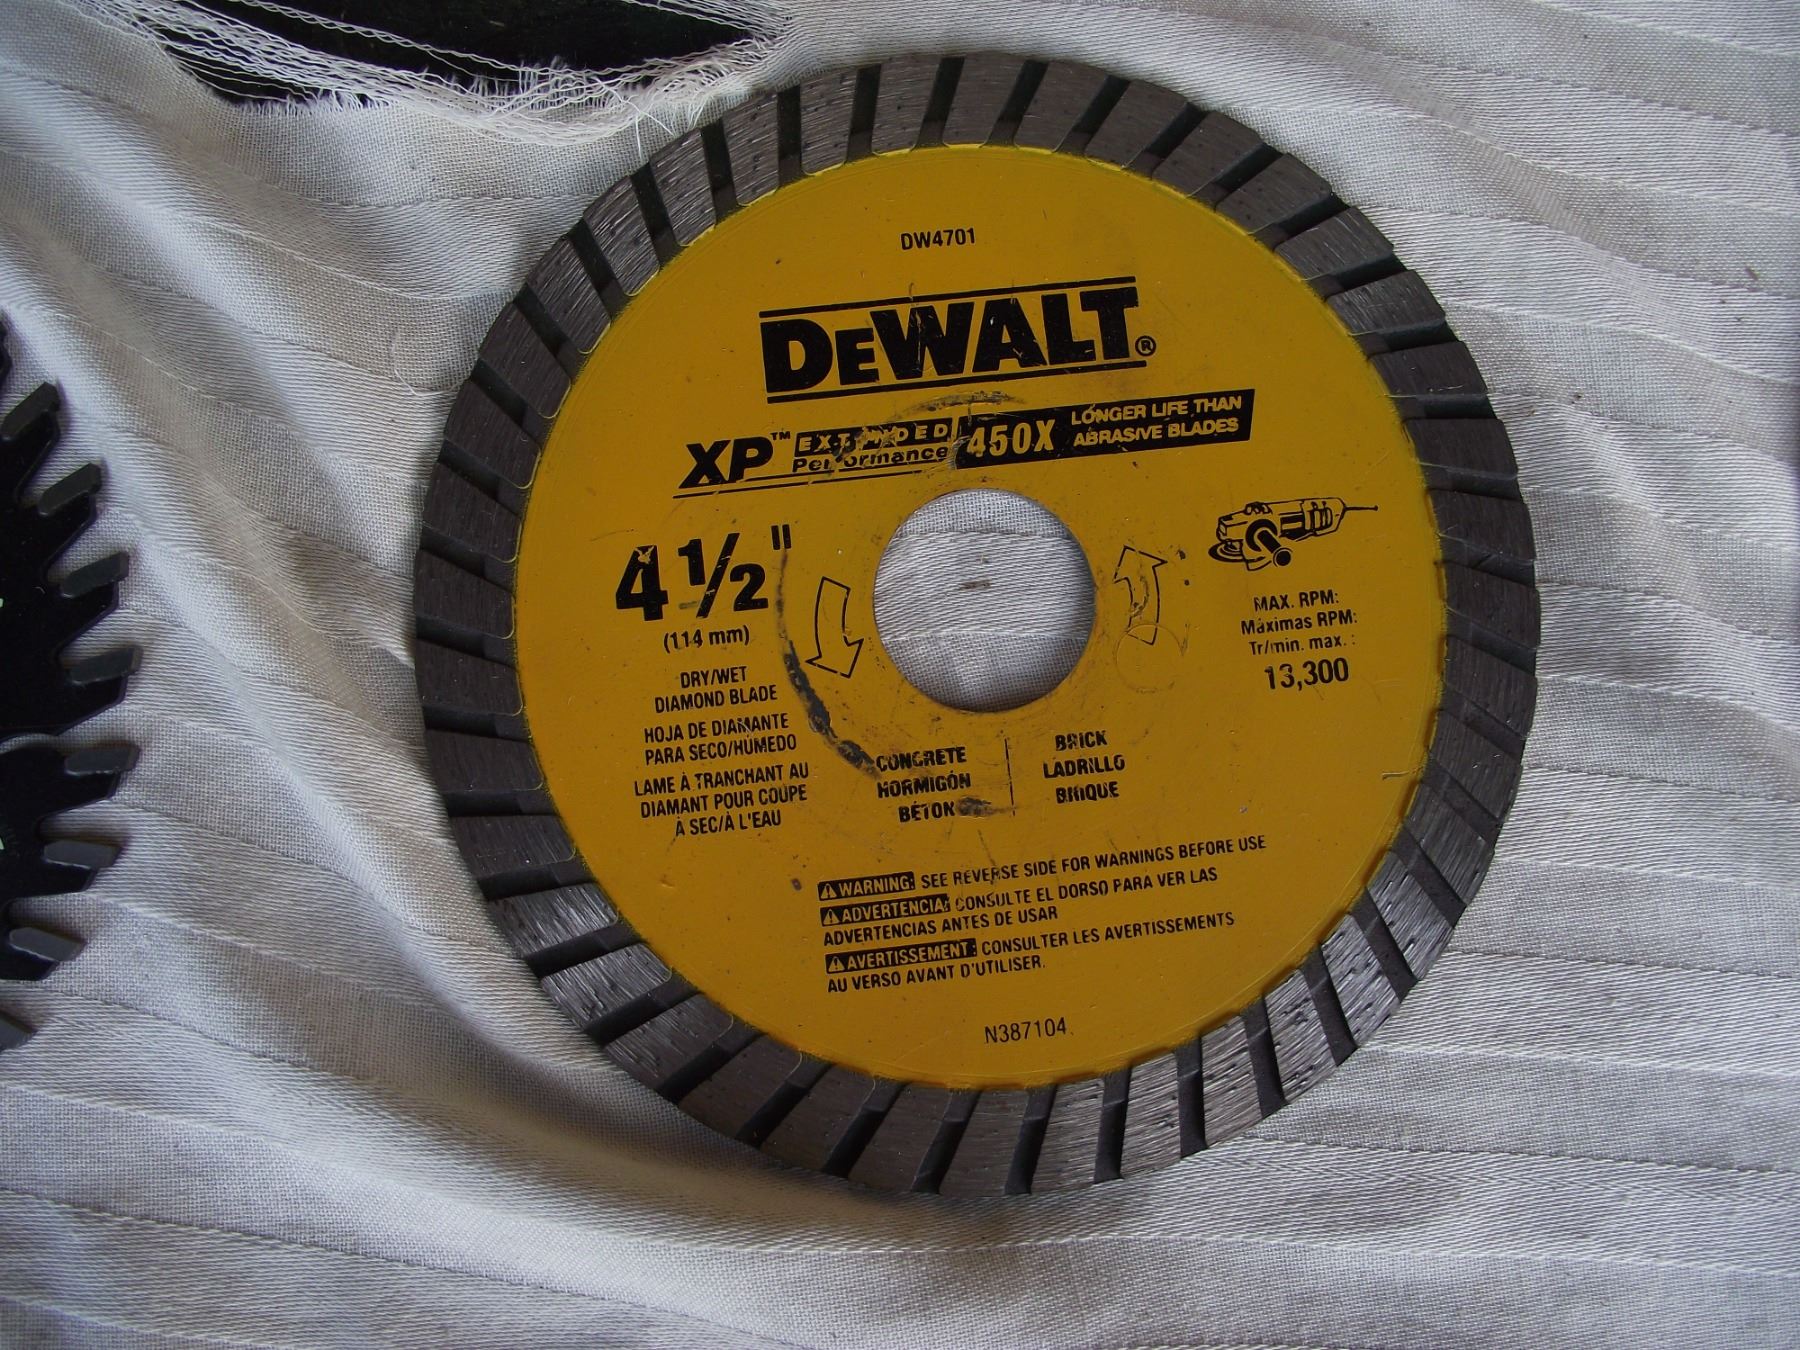 DW4701
DEWALT®
XP™ EXTENDED Performance 450X LONGER LIFE THAN
ABRASIVE BLADES
4 1/2"
(114 mm)
DRY/WET
DIAMOND BLADE
HOJA DE DIAMANTE
PARA SECO/HÚMEDO
LAME À TRANCHANT AU
DIAMANT POUR COUPE
À SEC/À L'EAU
MAX. RPM:
Máximas RPM:
Tr/min. max. :
13,300
CONCRETE
HORMIGÓN
BÉTON
BRICK
LADRILLO
BRIQUE
⚠WARNING: SEE REVERSE SIDE FOR WARNINGS BEFORE USE
⚠ADVERTENCIA: CONSULTE EL DORSO PARA VER LAS
ADVERTENCIAS ANTES DE USAR
⚠AVERTISSEMENT: CONSULTER LES AVERTISSEMENTS
AU VERSO AVANT D'UTILISER.
N387104